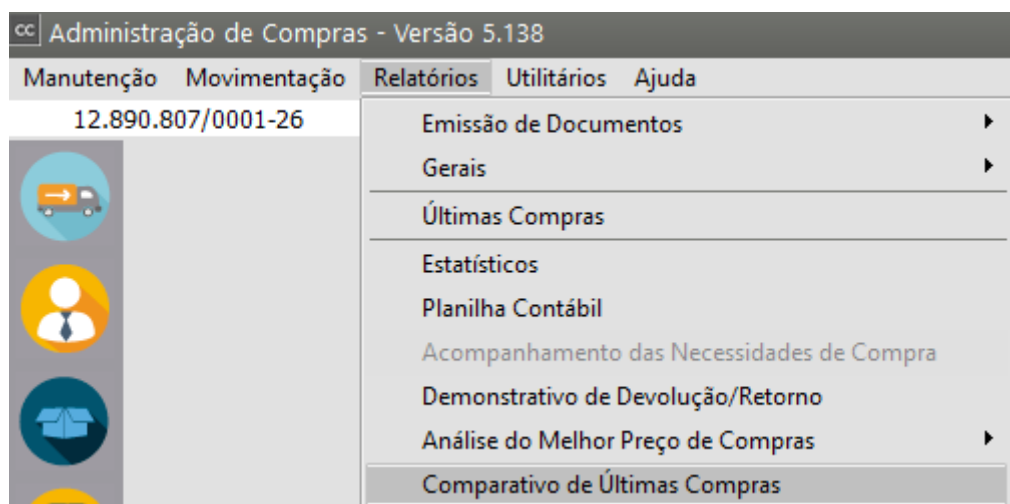 cc Administração de Compras - Versão 5.138
Manutenção Movimentação Relatórios Utilitários Ajuda
12.890.807/0001-26
Emissão de Documentos
Gerais
Últimas Compras
Estatísticos
Planilha Contábil
Acompanhamento das Necessidades de Compra
Demonstrativo de Devolução/Retorno
Análise do Melhor Preço de Compras
Comparativo de Últimas Compras